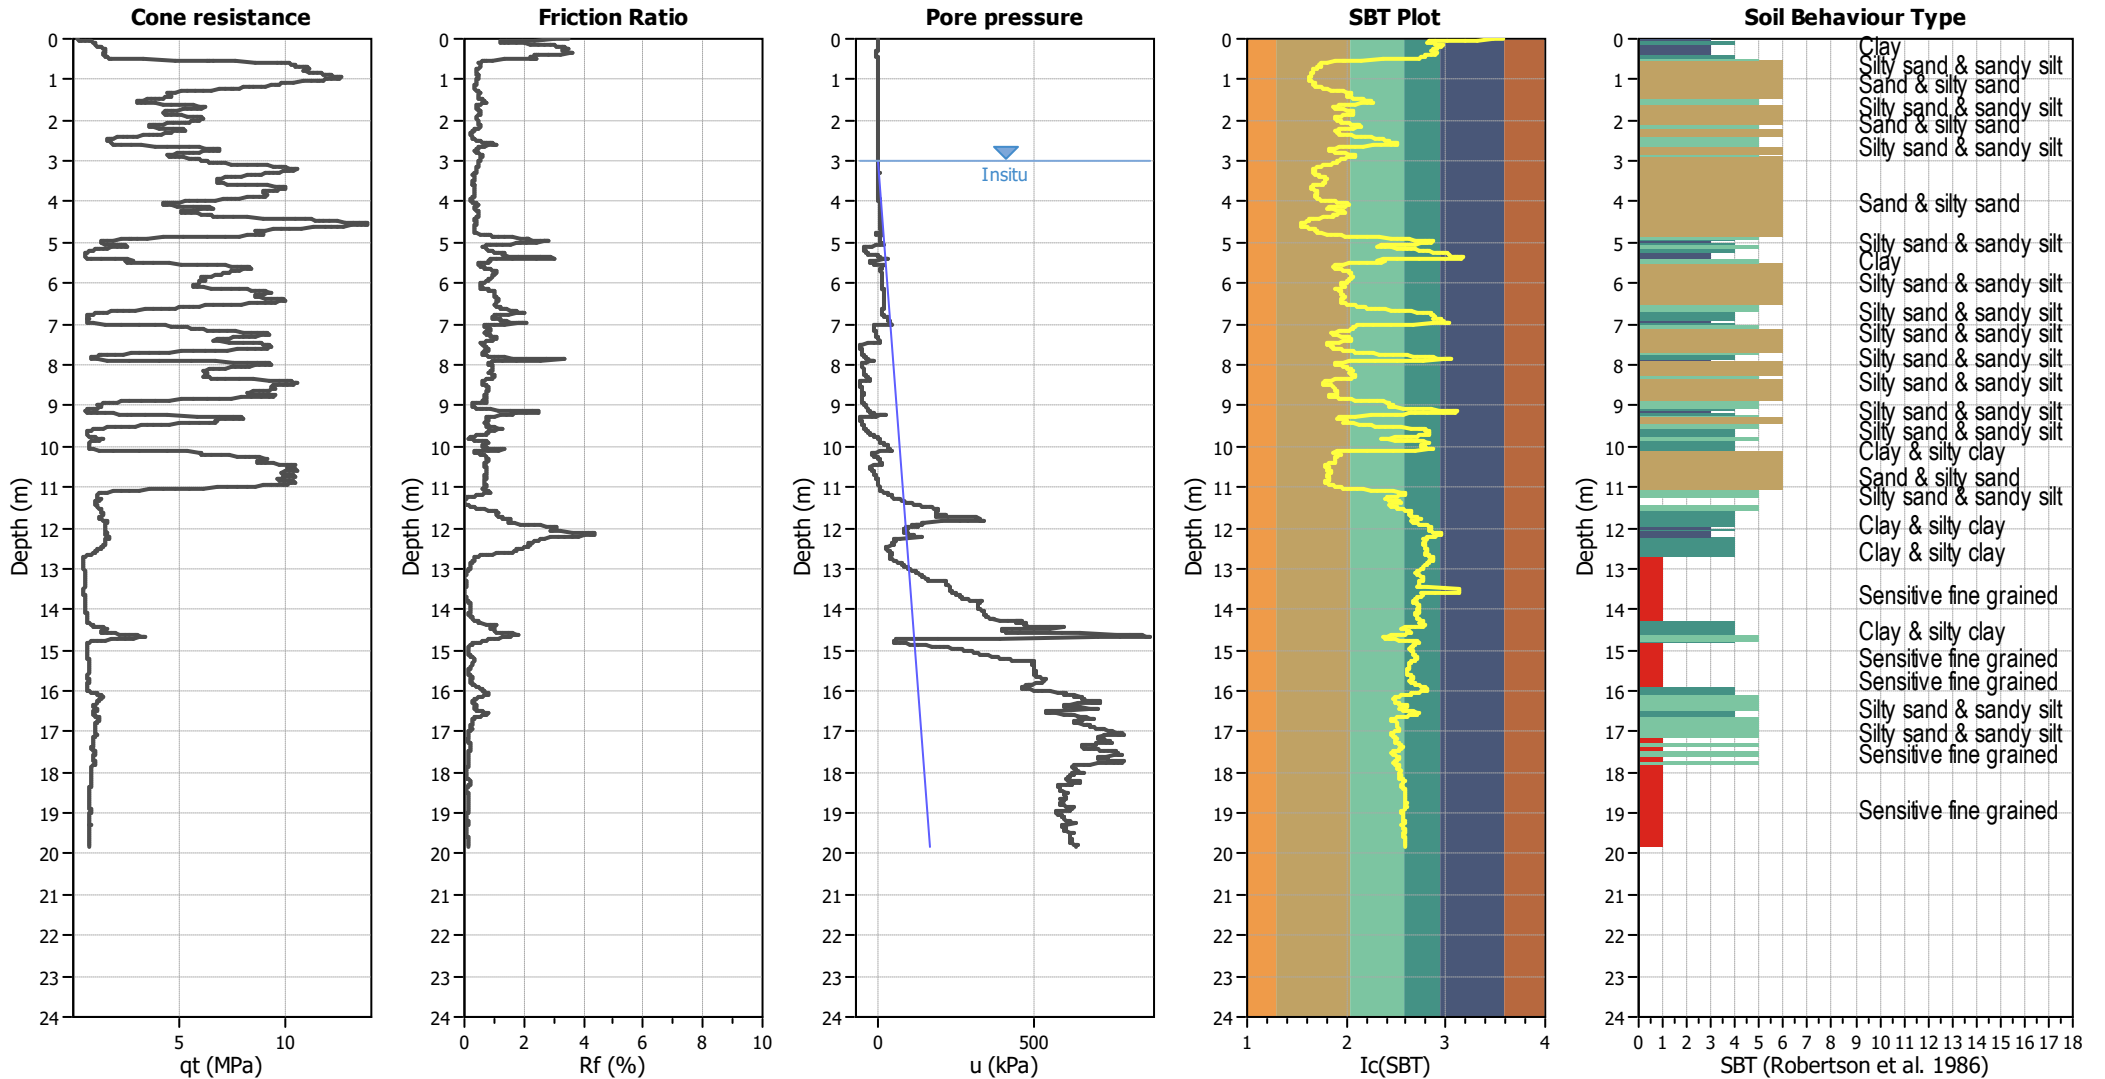 Cone resistance
0
1
2
3
4
5
6
7
8
9
10
11
12
13
14
15
16
17
18
19
20
21
22
23
24
Depth (m)
5 10
qt (MPa)
Friction Ratio
0
1
2
3
4
5
6
7
8
9
10
11
12
13
14
15
16
17
18
19
20
21
22
23
24
Depth (m)
0 2 4 6 8 10
Rf (%)
Pore pressure
0
1
2
3
4
5
6
7
8
9
10
11
12
13
14
15
16
17
18
19
20
21
22
23
24
Depth (m)
Insitu
0 500
u (kPa)
SBT Plot
0
1
2
3
4
5
6
7
8
9
10
11
12
13
14
15
16
17
18
19
20
21
22
23
24
Depth (m)
1 2 3 4
Ic(SBT)
Soil Behaviour Type
0
1
2
3
4
5
6
7
8
9
10
11
12
13
14
15
16
17
18
19
20
21
22
23
24
Depth (m)
Clay
Silty sand & sandy silt
Sand & silty sand
Silty sand & sandy silt
Sand & silty sand
Silty sand & sandy silt
Sand & silty sand
Silty sand & sandy silt
Clay
Silty sand & sandy silt
Silty sand & sandy silt
Silty sand & sandy silt
Silty sand & sandy silt
Silty sand & sandy silt
Silty sand & sandy silt
Silty sand & sandy silt
Clay & silty clay
Sand & silty sand
Silty sand & sandy silt
Clay & silty clay
Clay & silty clay
Sensitive fine grained
Clay & silty clay
Sensitive fine grained
Sensitive fine grained
Silty sand & sandy silt
Silty sand & sandy silt
Sensitive fine grained
Sensitive fine grained
0 1 2 3 4 5 6 7 8 9 10 11 12 13 14 15 16 17 18
SBT (Robertson et al. 1986)